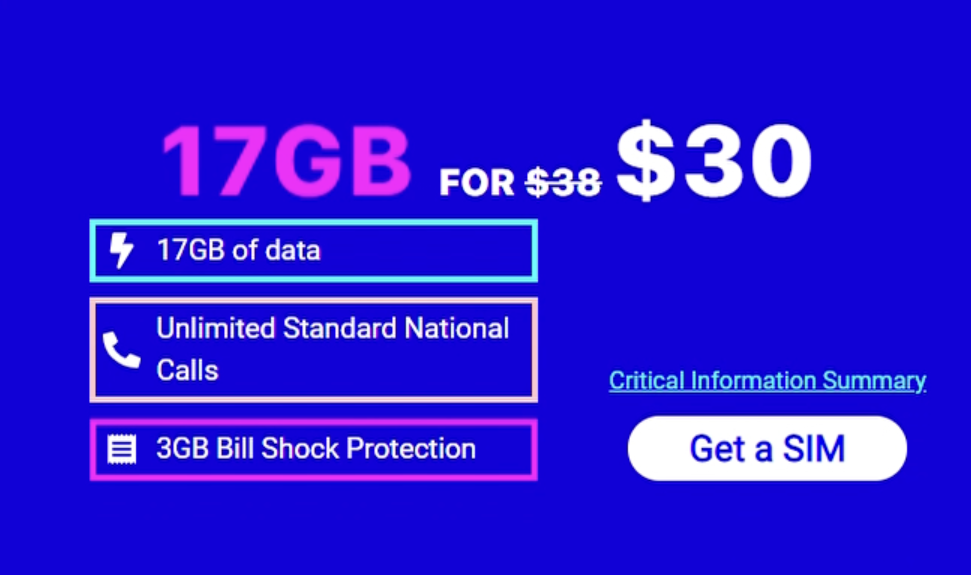 17GB FOR $38 $30
17GB of data
Unlimited Standard National
Calls
3GB Bill Shock Protection
Critical Information Summary
Get a SIM